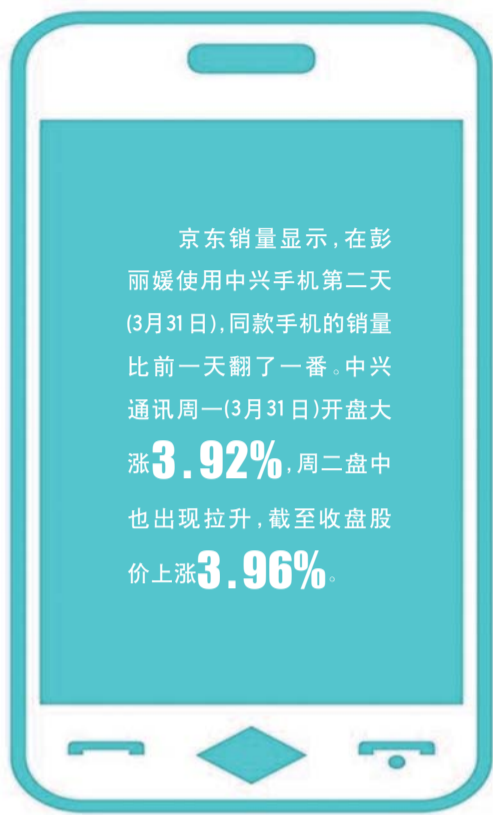 京东销量显示，在彭
丽媛使用中兴手机第二天
(3月31日)，同款手机的销量
比前一天翻了一番。中兴
通讯周一(3月31日)开盘大
涨3.92%，周二盘中
也出现拉升，截至收盘股
价上涨3.96%。